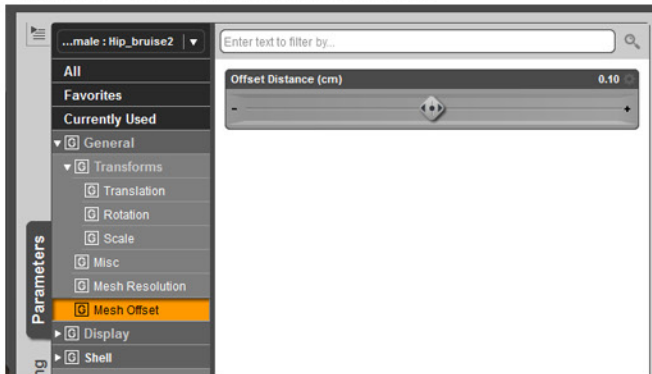 ...male : Hip_bruise2
Enter text to filter by...
All
Favorites
Currently Used
G General
G Transforms
G Translation
G Rotation
G Scale
G Misc
G Mesh Resolution
G Mesh Offset
G Display
G Shell
Offset Distance (cm) 0.10
- +
Parameters